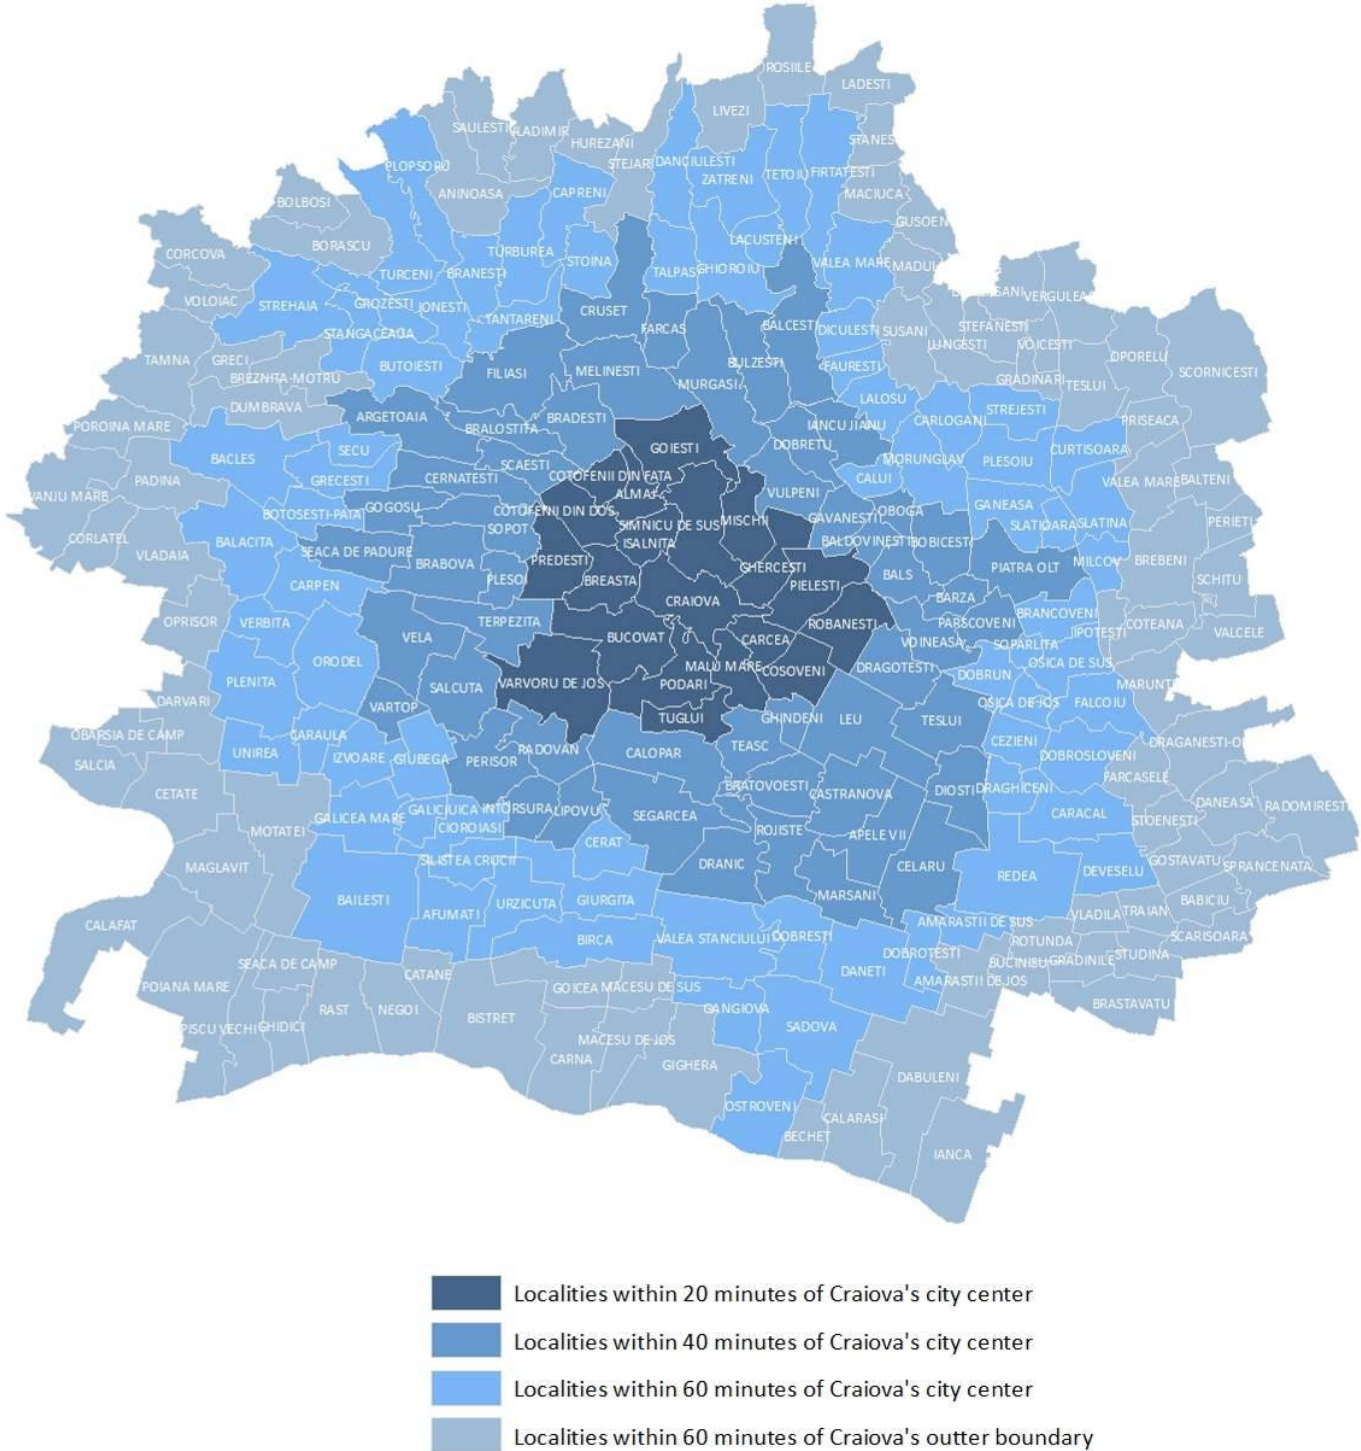 ROSIILE
LADESTI
LIVEZI
SAULESTI
VLADIMIR
HUREZANI
STANES
STEJAR
DANCIULESTI
PLOPSORU
ZATRENI
TETOIU
FIRTATESTI
ANINOASA
CAPRENI
MACIUCA
BOLBOSI
GUSOEN
BORASCU
LACUSTENI
CORCOVA
TURBUREA
STOINA
TALPAS
GHIOROIU
VALEA MARE
MADUL
TURCENI
BRANESTI
VOLOIAC
STREHAIA
GROZESTI
IONESTI
VERGULEA
TANTARENI
CRUSET
FARCAS
BALCESTI
DICULESTI
SUSANI
STEFANESTI
STANGACEAUA
LUNGESTI
VOICESTI
TAMNA
GRECI
BUTOIESTI
FILIASI
MELINESTI
BULZESTI
FAURESTI
OPORELU
SCORNICESTI
BREZNITA-MOTRU
MURGASI
GRADINARI
TESLUI
DUMBRAVA
ARGETOAIA
BRADESTI
LALOSU
STREJESTI
POROINA MARE
BRALOSTITA
IANCU JIANU
CARLOGANI
PRISEACA
GOIESTI
DOBRETU
SECU
CURTISOARA
BACLES
SCAESTI
MORUNGLAV
PLESOIU
COTOFENII DIN FATA
PADINA
GRECESTI
CERNATESTI
CALUI
VALEA MARE
BALTENI
VANJU MARE
ALMAJ
VULPENI
BOTOSESTI-PAIA
GOGOSU
COTOFENII DIN DOS
OBOGA
GANEASA
SIMNICU DE SUS
MISCHII
GAVANESTI
SLATIOARA
SLATINA
PERIETI
SOPOT
CORLATEL
BALACITA
ISALNITA
BALDOVINESTI
BOBICESTI
VLADAIA
SEACA DE PADURE
BRABOVA
PREDESTI
GHERCESTI
PIATRA OLT
MILCOV
BREBENI
PLESOI
BREASTA
PIELESTI
BALS
SCHITU
CARPEN
CRAIOVA
BARZA
OPRISOR
VERBITA
TERPEZITA
ROBANESTI
PARSCOVENI
BRANCOVENI
COTEANA
VELA
BUCOVAT
CARCEA
VOINEASA
SOPARLITA
IPOTESTI
VALCELE
ORODEL
MALU MARE
COSOVENI
DRAGOTESTI
OSICA DE SUS
PLENITA
SALCUTA
VARVORU DE JOS
PODARI
DOBRUN
MARUNT
DARVARI
VARTOP
TUGLUI
GHINDENI
LEU
TESLUI
OSICA DE JOS
FALCOIU
OBARSIA DE CAMP
CARAULA
CEZIENI
DRAGANESTI-OL
UNIREA
IZVOARE
GIUBEGA
PERISOR
RADOVAN
CALOPAR
TEASC
DOBROSLOVENI
SALCIA
FARCASELE
CETATE
BRATOVOESTI
CASTRANOVA
DIOSTI
DRAGHICENI
DANEASA
RADOMIRESTI
GALICIUICA
INTORSURA
LIPOVU
GALICEA MARE
SEGARCEA
CARACAL
STOENESTI
MOTATEI
CIOROIASI
CERAT
ROJISTE
APELE VII
MAGLAVIT
SILISTEA CRUCII
DRANIC
CELARU
REDEA
DEVESELU
GOSTAVATU
SPRANCENATA
BAILESTI
AFUMATI
URZICUTA
GIURGITA
MARSANI
BABICIU
CALAFAT
AMARASTII DE SUS
VLADILA
TRAIAN
BIRCA
VALEA STANCIULUI
DOBRESTI
ROTUNDA
SCARISOARA
SEACA DE CAMP
CATANE
DANETI
DOBROTESTI
BUCINISU
GRADINILE
STUDINA
POIANA MARE
GOICEA
MACESU DE SUS
AMARASTII DE JOS
BRASTAVATU
RAST
NEGOI
BISTRET
GANGIOVA
SADOVA
PISCU VECHI
GHIDICI
MACESU DE JOS
CARNA
GIGHERA
DABULENI
OSTROVENI
CALARASI
BECHET
IANCA
Localities within 20 minutes of Craiova's city center
Localities within 40 minutes of Craiova's city center
Localities within 60 minutes of Craiova's city center
Localities within 60 minutes of Craiova's outter boundary